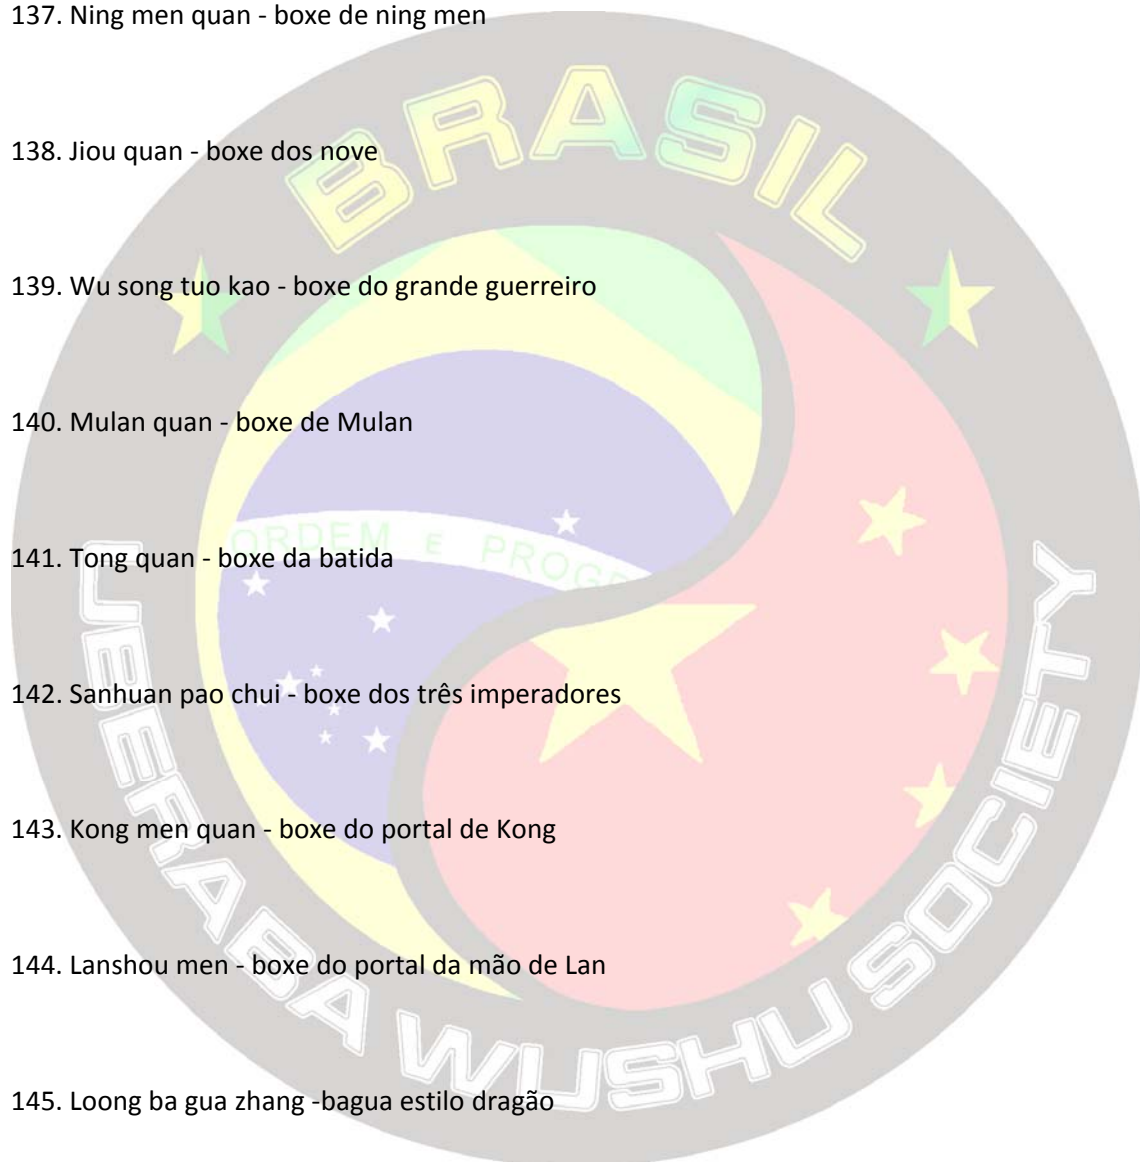 137. Ning men quan - boxe de ning men
BRASIL
138. Jiou quan - boxe dos nove
139. Wu song tuo kao - boxe do grande guerreiro
140. Mulan quan - boxe de Mulan
ORDEM E PROG
141. Tong quan - boxe da batida
142. Sanhuan pao chui - boxe dos três imperadores
143. Kong men quan - boxe do portal de Kong
144. Lanshou men - boxe do portal da mão de Lan
145. Loong ba gua zhang -bagua estilo dragão
UBERABA WUSHU SOCIETY